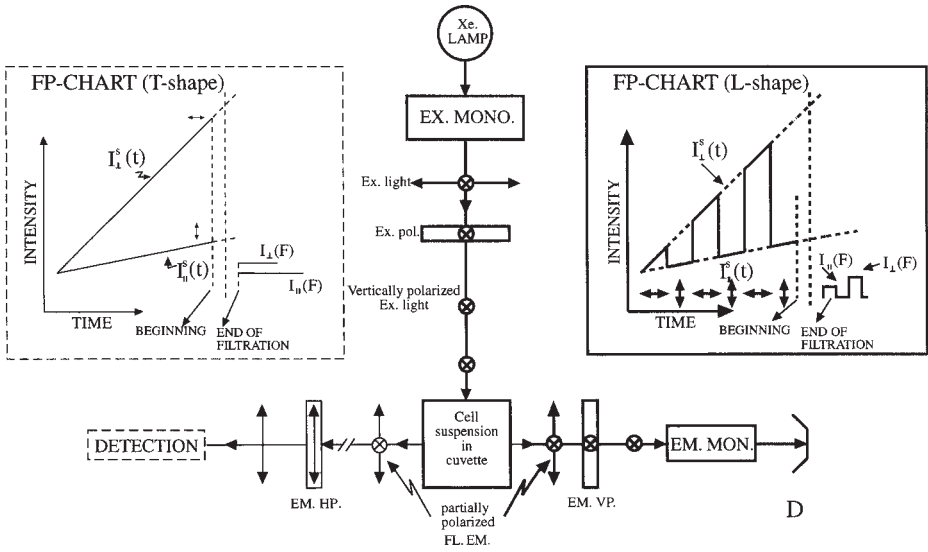 Xe.
LAMP
FP-CHART (T-shape)
I⊥ˢ(t)
INTENSITY
I∥ˢ(t)
I⊥(F)
I∥(F)
TIME
BEGINNING
END OF
FILTRATION
EX. MONO.
Ex. light
Ex. pol.
Vertically polarized
Ex. light
FP-CHART (L-shape)
I⊥ˢ(t)
INTENSITY
I∥ˢ(t)
I∥(F)
I⊥(F)
TIME
BEGINNING
END OF
FILTRATION
DETECTION
EM. HP.
Cell
suspension
in
cuvette
partially
polarized
FL. EM.
EM. VP.
EM. MON.
D